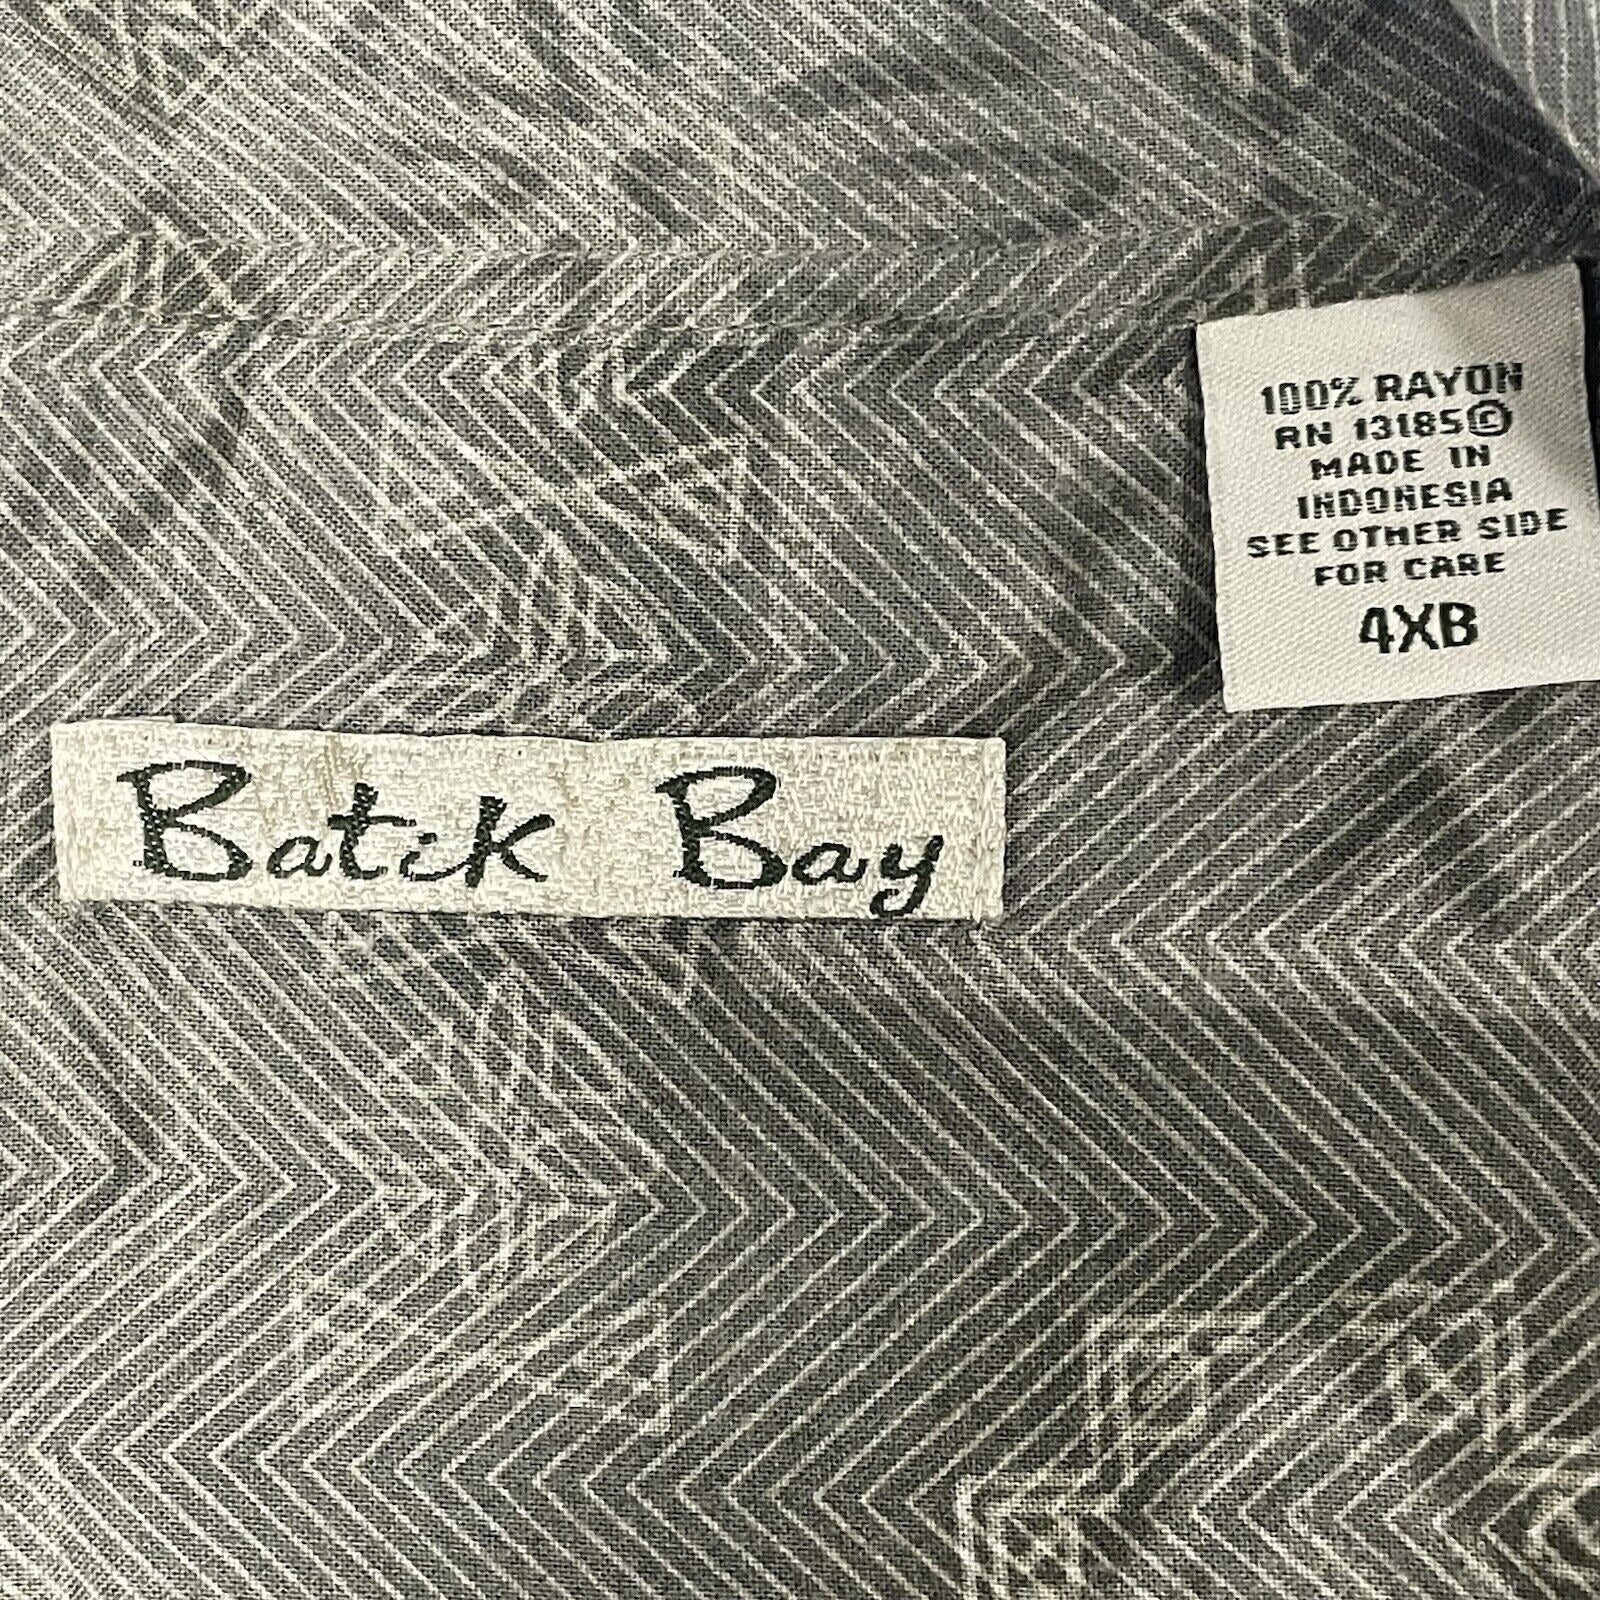 100% RAYON
RN 13185©
MADE IN
INDONESIA
SEE OTHER SIDE
FOR CARE
4XB
Batik Bay